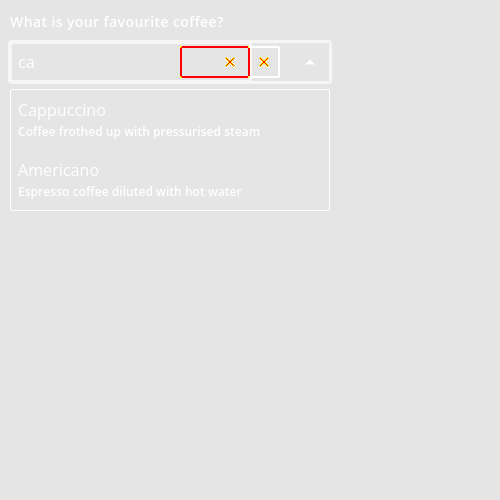 What is your favourite coffee?
ca
Cappuccino
Coffee frothed up with pressurised steam
Americano
Espresso coffee diluted with hot water